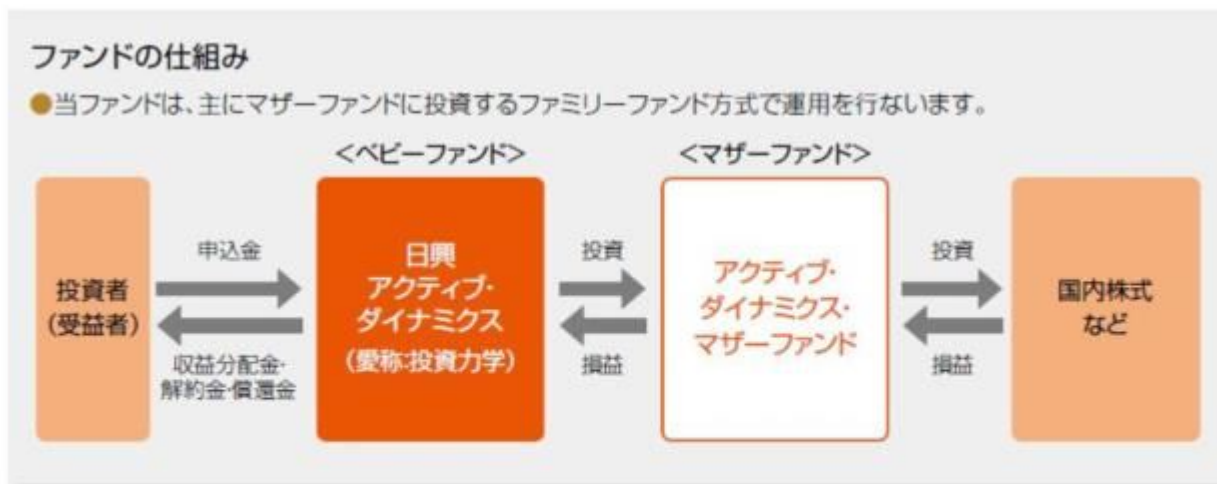 ファンドの仕組み
●当ファンドは、主にマザーファンドに投資するファミリーファンド方式で運用を行ないます。
<ベビーファンド>
<マザーファンド>
投資者
(受益者)
申込金
収益分配金・
解約金・償還金
日興
アクティブ・
ダイナミクス
(愛称:投資力学)
投資
損益
アクティブ・
ダイナミクス・
マザーファンド
投資
損益
国内株式
など